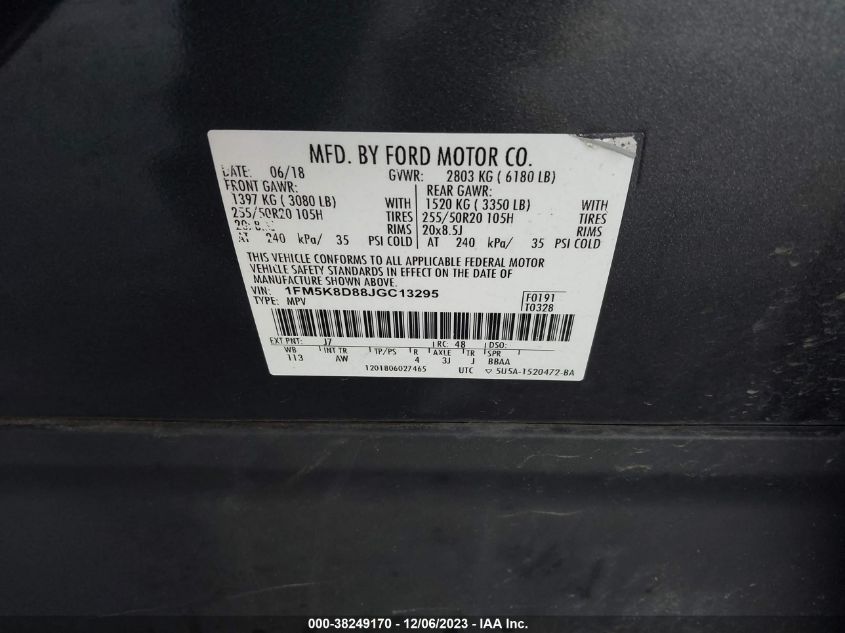 MFD. BY FORD MOTOR CO.
DATE: 06/18 GVWR: 2803 KG ( 6180 LB)
FRONT GAWR: REAR GAWR:
1397 KG ( 3080 LB) WITH 1520 KG ( 3350 LB) WITH
255/50R20 105H TIRES 255/50R20 105H TIRES
RIMS 20x8.5J RIMS
AT 240 kPa/ 35 PSI COLD AT 240 kPa/ 35 PSI COLD
THIS VEHICLE CONFORMS TO ALL APPLICABLE FEDERAL MOTOR
VEHICLE SAFETY STANDARDS IN EFFECT ON THE DATE OF
MANUFACTURE SHOWN ABOVE.
VIN: 1FM5K8D88JGC13295 F0191
TYPE: MPV T0328
EXT PNT: J7 RC: 48 DSO:
WB INT TR TP/PS R AXLE TR SPR
113 AW 4 3J J BBAA
1201806027465 UTC ▽ 5U5A-1520472-BA
000-38249170 - 12/06/2023 - IAA Inc.